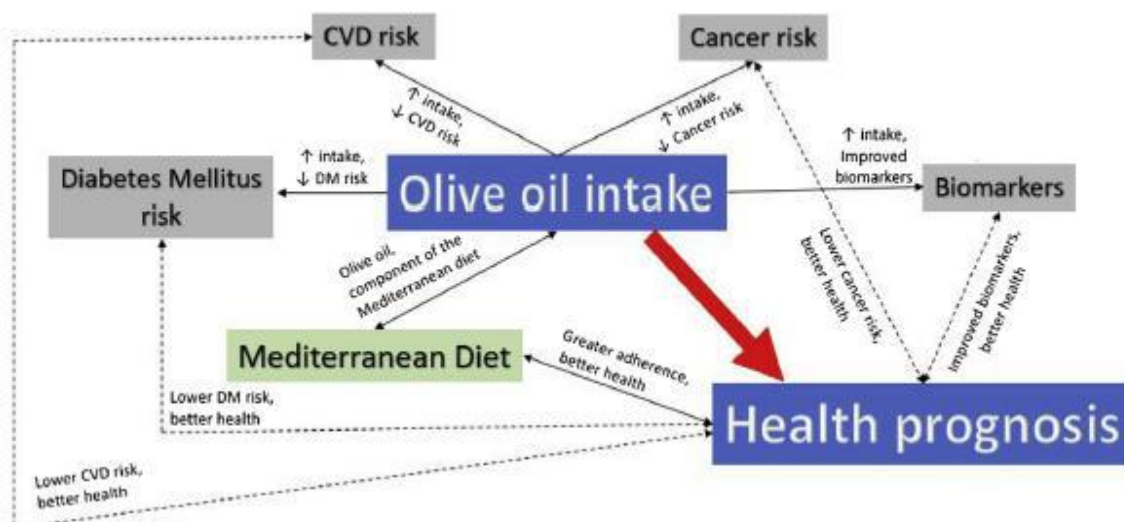 CVD risk
Cancer risk
↑ intake,
↓ CVD risk
↑ intake,
↓ Cancer risk
↑ intake,
Improved
biomarkers
↑ intake,
↓ DM risk
Diabetes Mellitus
risk
Olive oil intake
Biomarkers
Olive oil,
component of the
Mediterranean diet
Lower cancer risk,
better health
Improved biomarkers,
better health
Mediterranean Diet
Greater adherence,
better health
Lower DM risk,
better health
Health prognosis
Lower CVD risk,
better health